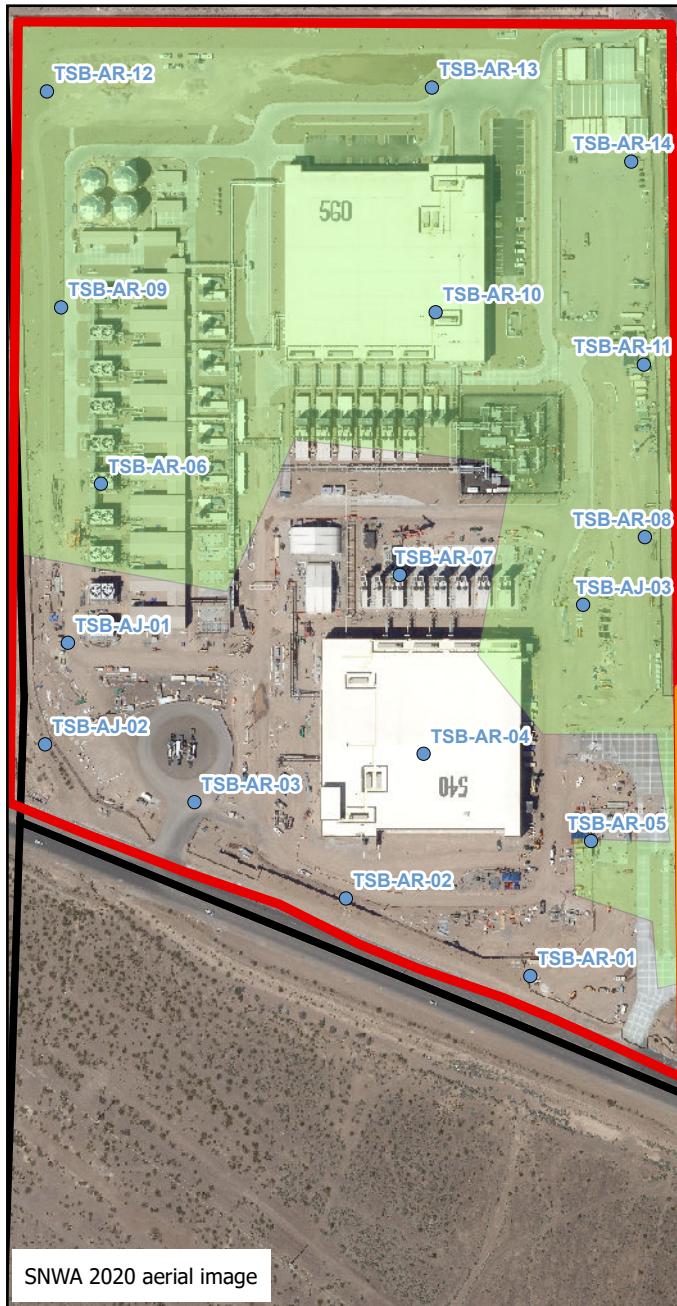 TSB-AR-12
TSB-AR-13
TSB-AR-14
560
TSB-AR-09
TSB-AR-10
TSB-AR-11
TSB-AR-06
TSB-AR-08
TSB-AR-07
TSB-AJ-03
TSB-AJ-01
TSB-AJ-02
TSB-AR-04
540
TSB-AR-03
TSB-AR-05
TSB-AR-02
TSB-AR-01
SNWA 2020 aerial image